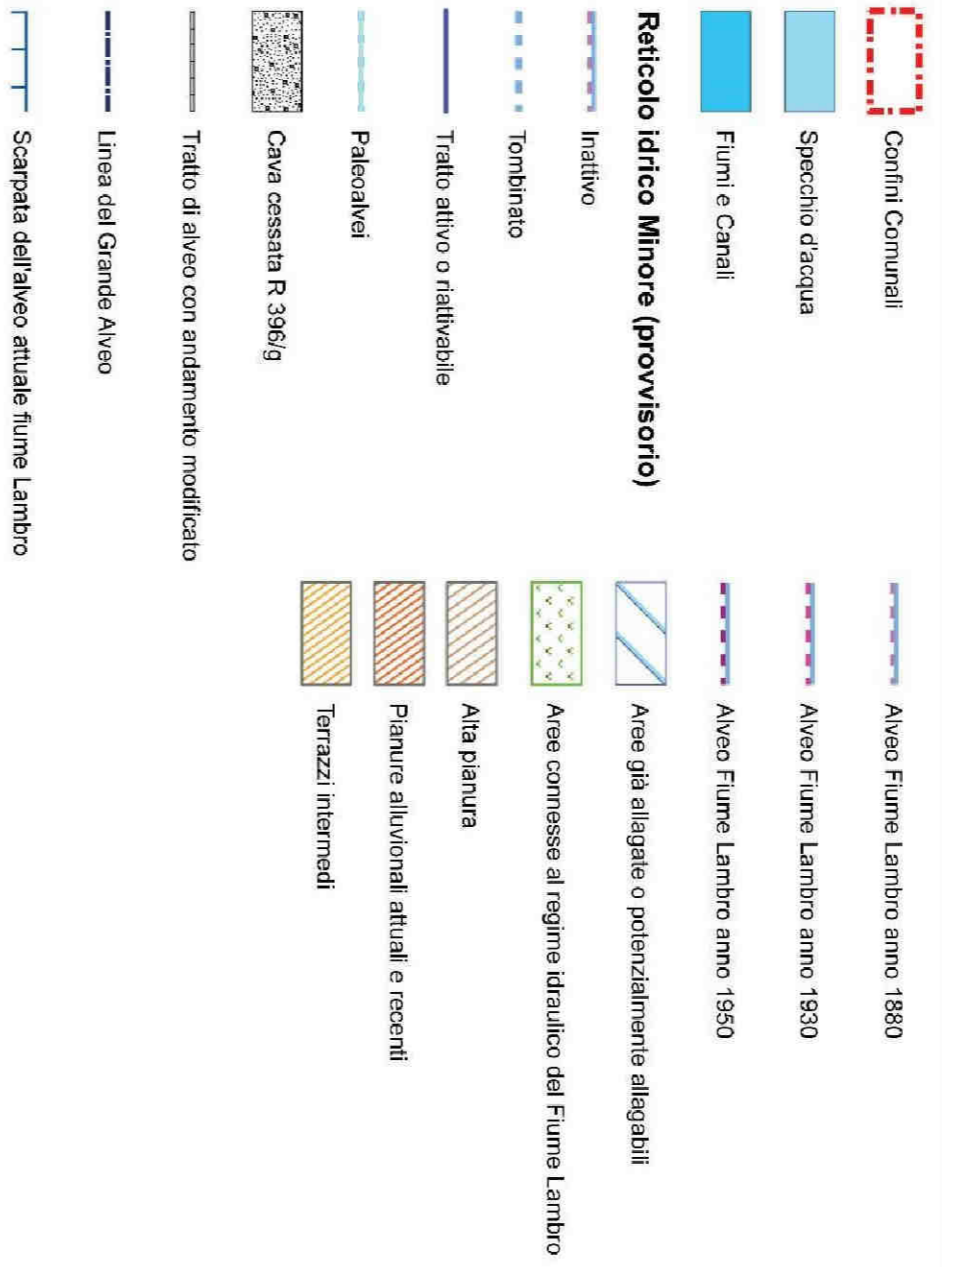 Confini Comunali
Specchio d'acqua
Fiumi e Canali
Reticolo idrico Minore (provvisorio)
Inattivo
Tombinato
Tratto attivo o riattivabile
Paleoalvei
Cava cessata R 396/g
Tratto di alveo con andamento modificato
Linea del Grande Alveo
Scarpata dell'alveo attuale fiume Lambro
Alveo Fiume Lambro anno 1880
Alveo Fiume Lambro anno 1930
Alveo Fiume Lambro anno 1950
Aree già allagate o potenzialmente allagabili
Aree connesse al regime idraulico del Fiume Lambro
Alta pianura
Pianure alluvionali attuali e recenti
Terrazzi intermedi